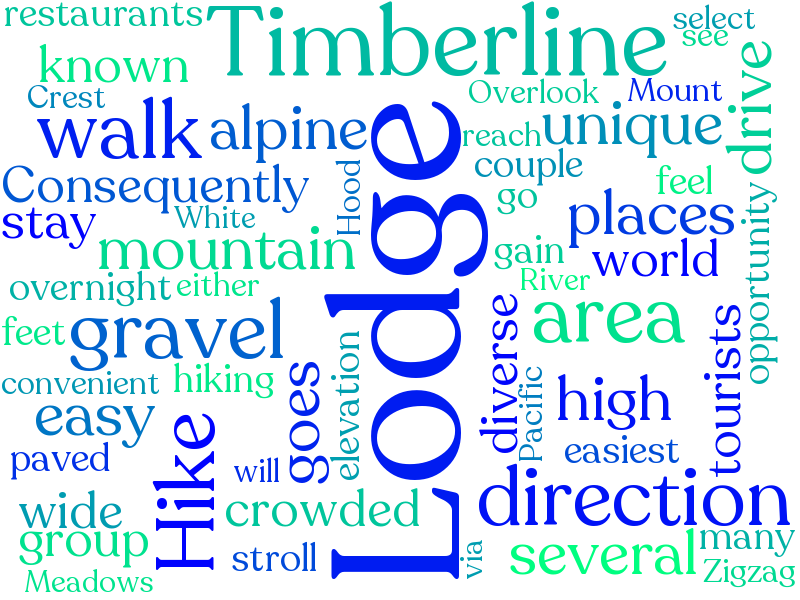 restaurants
Timberline
select
see
known
Crest
Overlook
Mount
drive
walk
alpine
reach
unique
couple
Consequently
Hood
Lodge
go
feel
stay
White
places
opportunity
mountain
gain
world
overnight
either
River
feet
gravel
area
diverse
tourists
convenient
hiking
goes
elevation
Pacific
high
easy
easiest
paved
Hike
will
wide
crowded
direction
group
stroll
via
several
many
Meadows
Zigzag